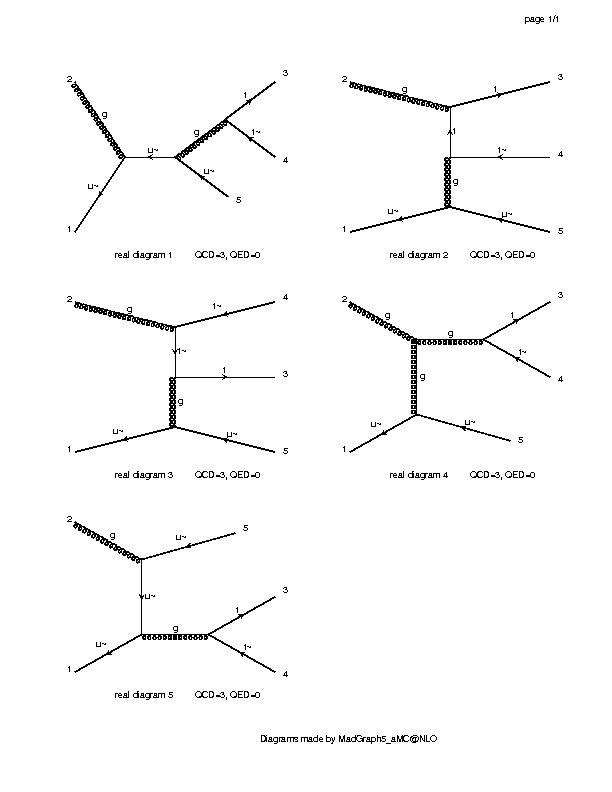 page 1/1
2 g 3
1
g 1~
u~
u~ u~ 4
1 5
real diagram 1 QCD=3, QED=0
2 g 1 3
1
1~ 4
g
u~ u~
1 5
real diagram 2 QCD=3, QED=0
2 g 1~ 4
1~
1 3
g
u~ u~
1 5
real diagram 3 QCD=3, QED=0
2 g g 1 3
g 1~ 4
u~ u~
1 5
real diagram 4 QCD=3, QED=0
2 g u~ 5
u~
1 3
u~ g 1~
1 4
real diagram 5 QCD=3, QED=0
Diagrams made by MadGraph5_aMC@NLO